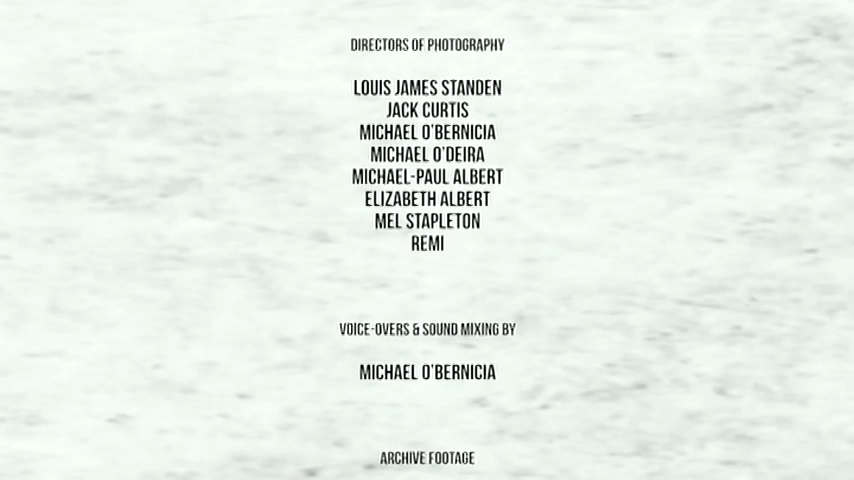 DIRECTORS OF PHOTOGRAPHY
LOUIS JAMES STANDEN
JACK CURTIS
MICHAEL O'BERNICIA
MICHAEL O'DEIRA
MICHAEL-PAUL ALBERT
ELIZABETH ALBERT
MEL STAPLETON
REMI
VOICE-OVERS & SOUND MIXING BY
MICHAEL O'BERNICIA
ARCHIVE FOOTAGE